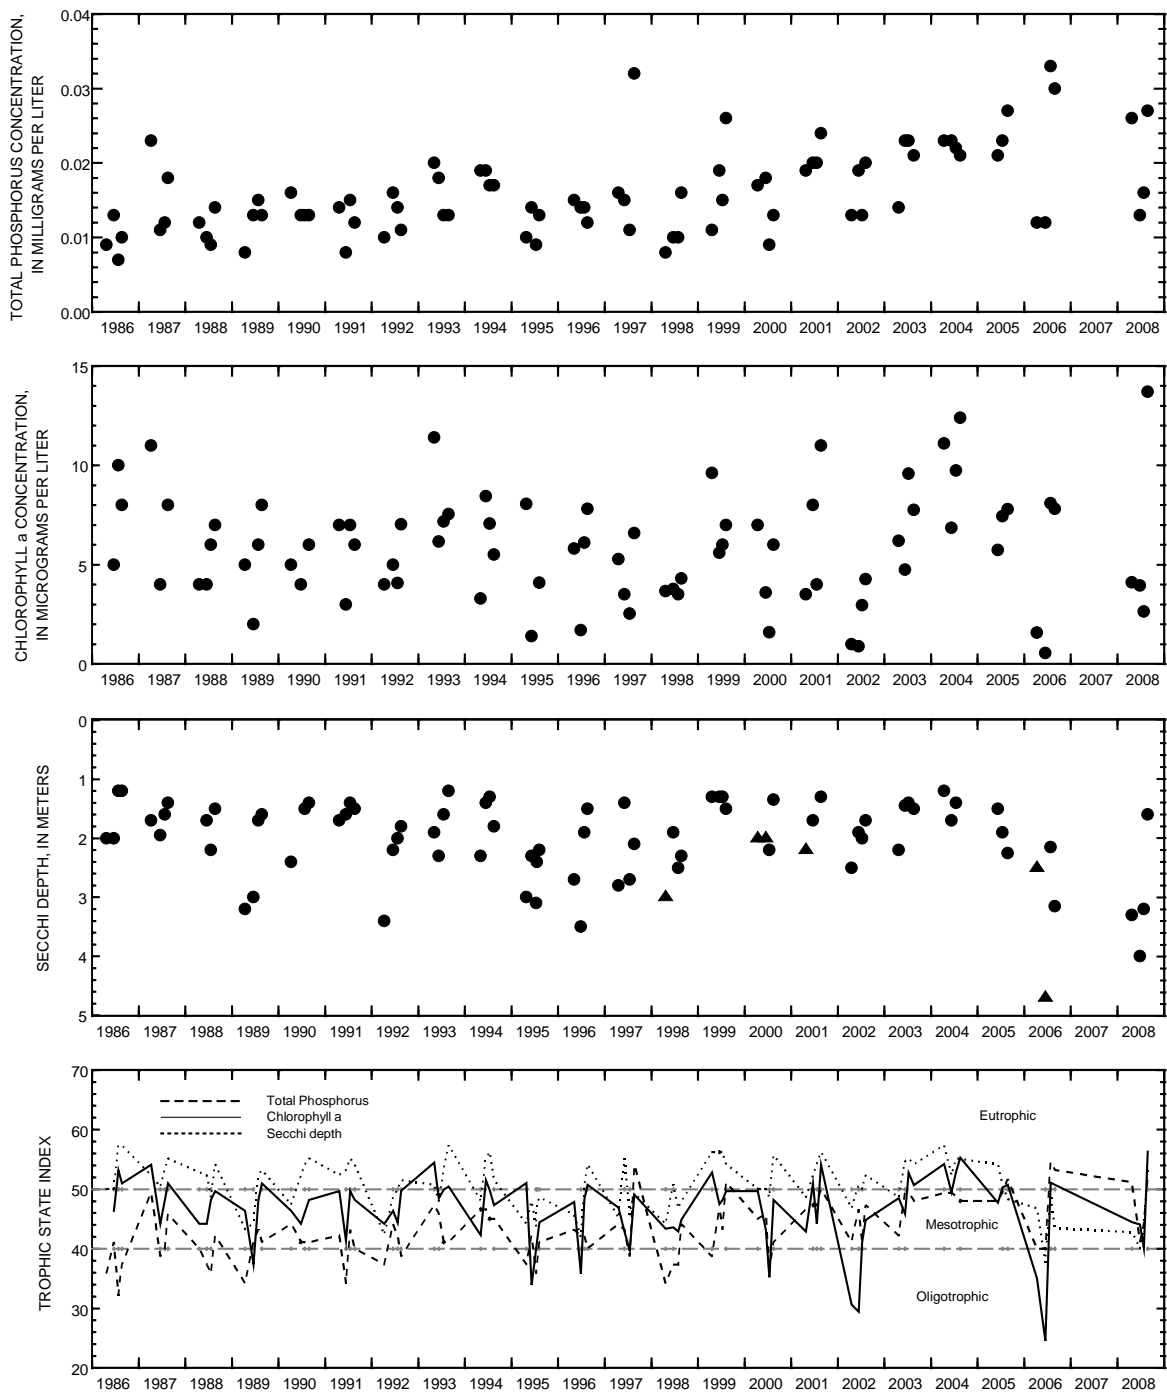 TOTAL PHOSPHORUS CONCENTRATION,
IN MILLIGRAMS PER LITER
0.04
0.03
0.02
0.01
0.00
1986 1987 1988 1989 1990 1991 1992 1993 1994 1995 1996 1997 1998 1999 2000 2001 2002 2003 2004 2005 2006 2007 2008
CHLOROPHYLL a CONCENTRATION,
IN MICROGRAMS PER LITER
15
10
5
0
1986 1987 1988 1989 1990 1991 1992 1993 1994 1995 1996 1997 1998 1999 2000 2001 2002 2003 2004 2005 2006 2007 2008
SECCHI DEPTH, IN METERS
0
1
2
3
4
5
1986 1987 1988 1989 1990 1991 1992 1993 1994 1995 1996 1997 1998 1999 2000 2001 2002 2003 2004 2005 2006 2007 2008
TROPHIC STATE INDEX
70
60
50
40
30
20
Total Phosphorus
Chlorophyll a
Secchi depth
Eutrophic
Mesotrophic
Oligotrophic
1986 1987 1988 1989 1990 1991 1992 1993 1994 1995 1996 1997 1998 1999 2000 2001 2002 2003 2004 2005 2006 2007 2008